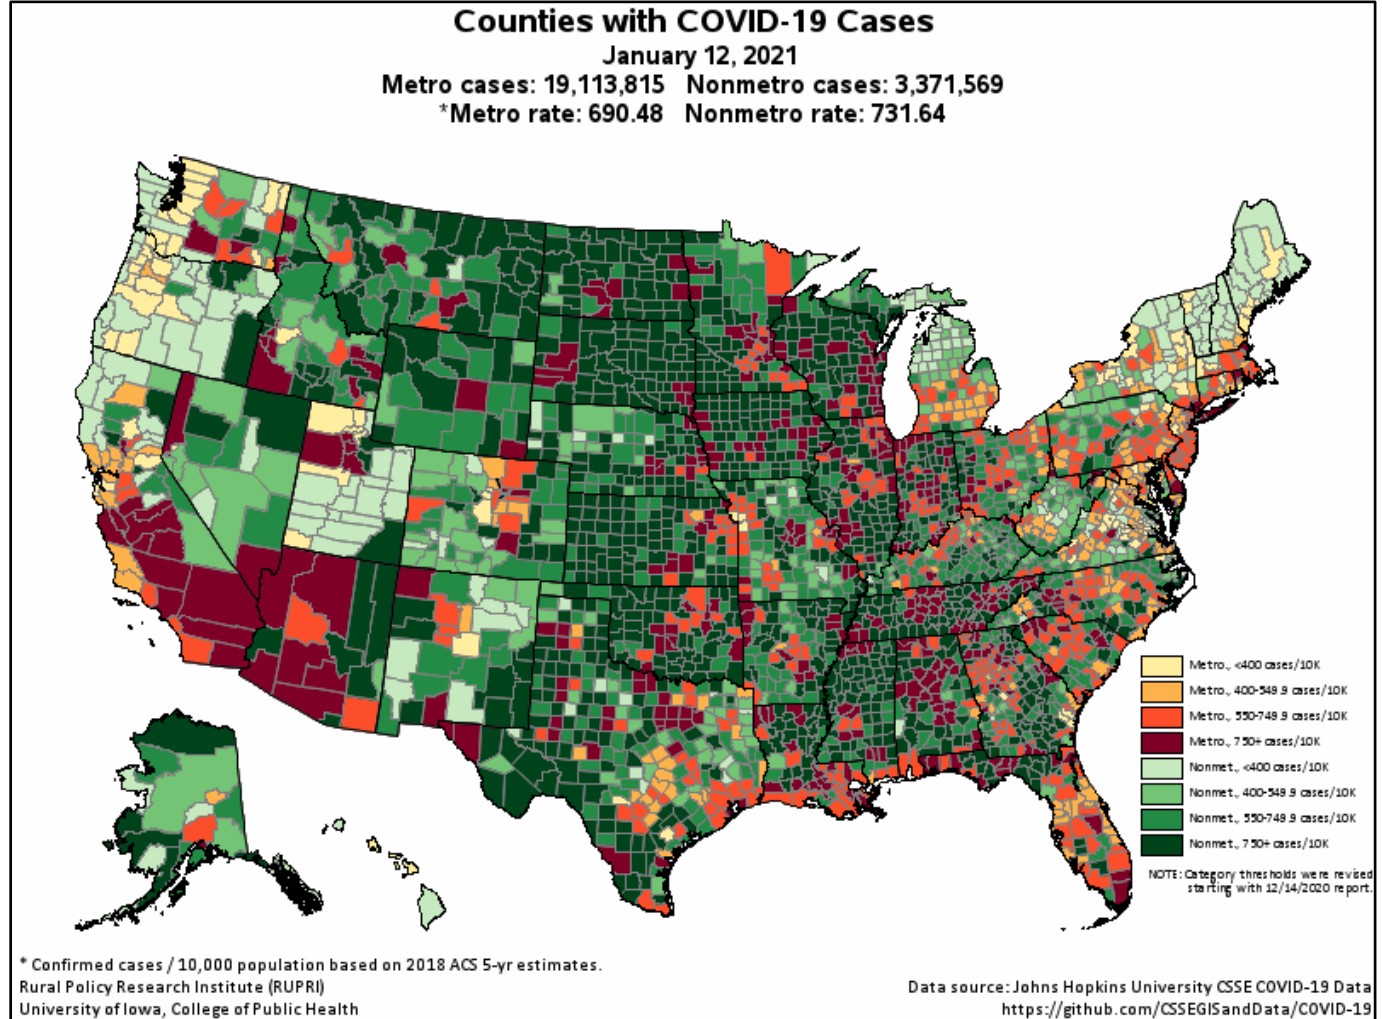 Counties with COVID-19 Cases
January 12, 2021
Metro cases: 19,113,815 Nonmetro cases: 3,371,569
*Metro rate: 690.48 Nonmetro rate: 731.64
Metro., <400 cases/10K
Metro., 400-549.9 cases/10K
Metro., 550-749.9 cases/10K
Metro., 750+ cases/10K
Nonmet., <400 cases/10K
Nonmet., 400-549.9 cases/10K
Nonmet., 550-749.9 cases/10K
Nonmet., 750+ cases/10K
NOTE: Category thresholds were revised
starting with 12/14/2020 report.
* Confirmed cases / 10,000 population based on 2018 ACS 5-yr estimates.
Rural Policy Research Institute (RUPRI)
University of Iowa, College of Public Health
Data source: Johns Hopkins University CSSE COVID-19 Data
https://github.com/CSSEGISandData/COVID-19